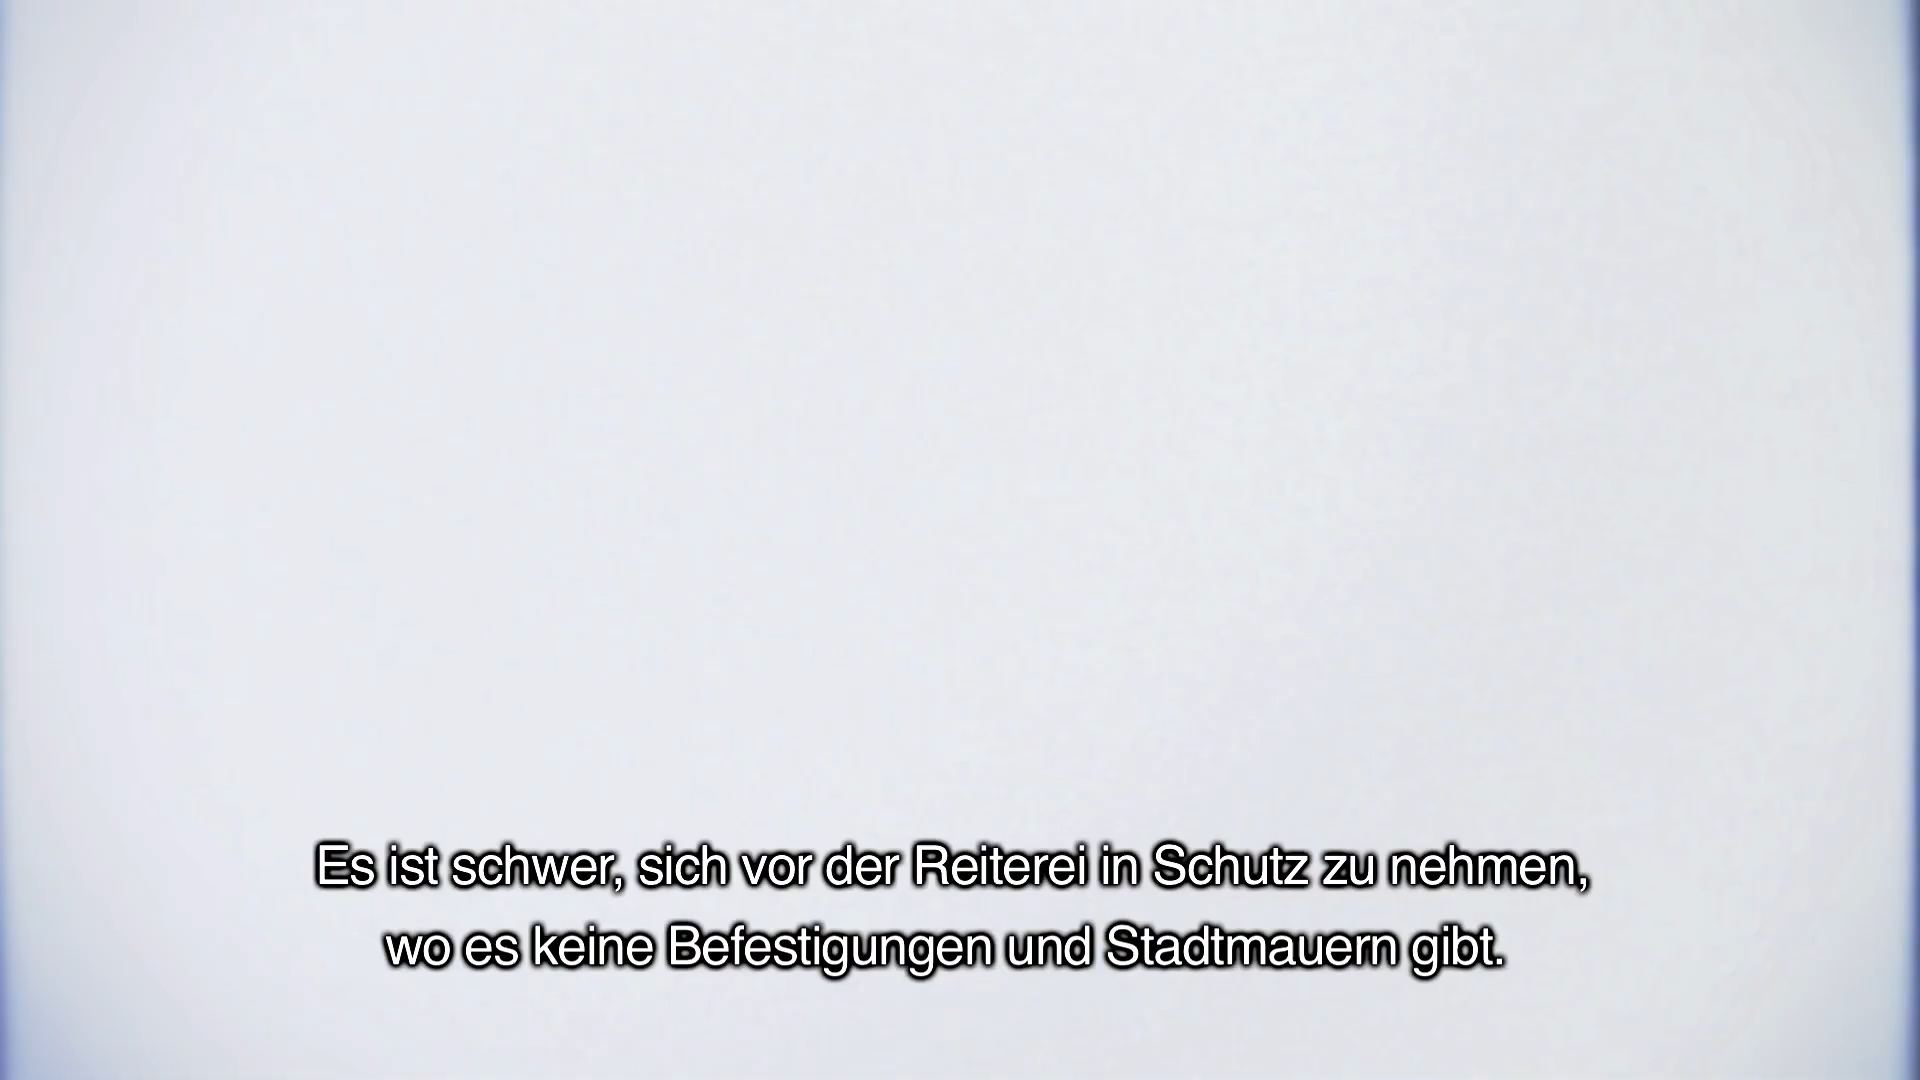 Es ist schwer, sich vor der Reiterei in Schutz zu nehmen,
wo es keine Befestigungen und Stadtmauern gibt.